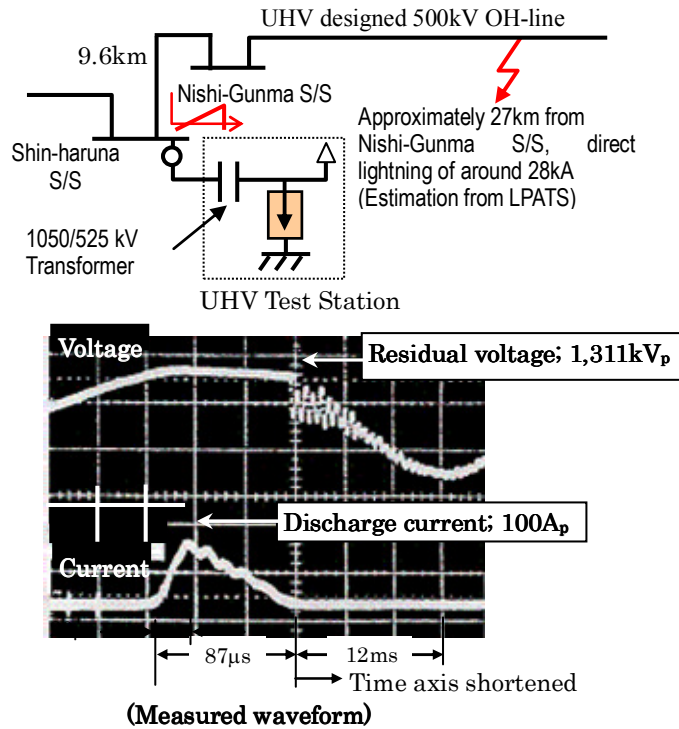 UHV designed 500kV OH-line
9.6km
Nishi-Gunma S/S
Shin-haruna
S/S
Approximately 27km from
Nishi-Gunma S/S, direct
lightning of around 28kA
(Estimation from LPATS)
1050/525 kV
Transformer
UHV Test Station
Voltage
Residual voltage; 1,311kVp
Discharge current; 100Ap
Current
87μs
12ms
Time axis shortened
(Measured waveform)